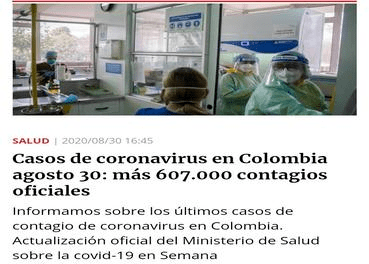 SALUD | 2020/08/30 16:45
Casos de coronavirus en Colombia
agosto 30: más 607.000 contagios
oficiales
Informamos sobre los últimos casos de
contagio de coronavirus en Colombia.
Actualización oficial del Ministerio de Salud
sobre la covid-19 en Semana